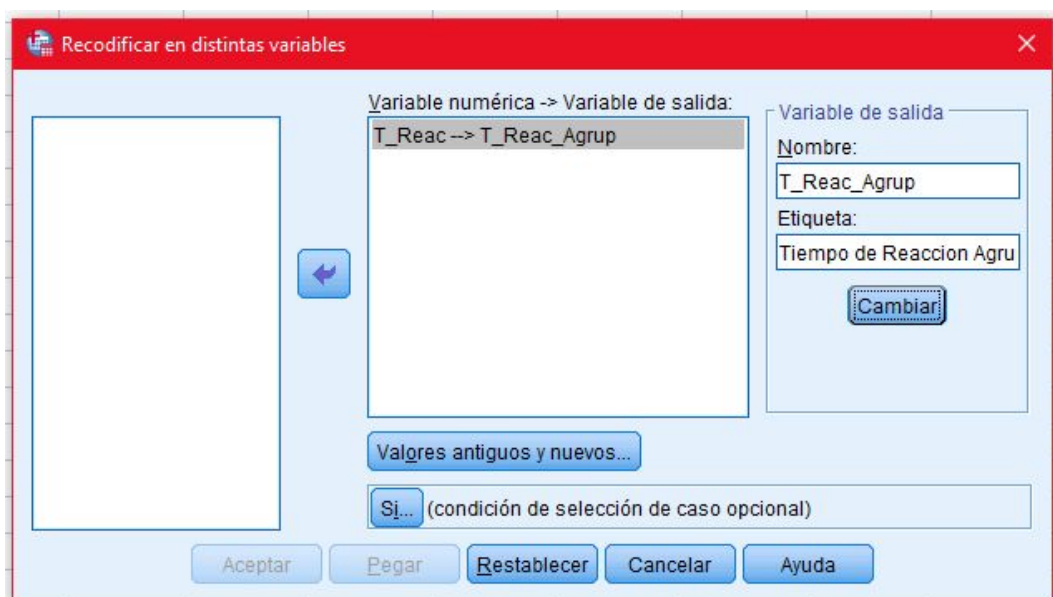 Recodificar en distintas variables
Variable numérica -> Variable de salida:
T_Reac --> T_Reac_Agrup
Variable de salida
Nombre:
T_Reac_Agrup
Etiqueta:
Tiempo de Reaccion Agru
Cambiar
Valores antiguos y nuevos...
Si... (condición de selección de caso opcional)
Aceptar Pegar Restablecer Cancelar Ayuda